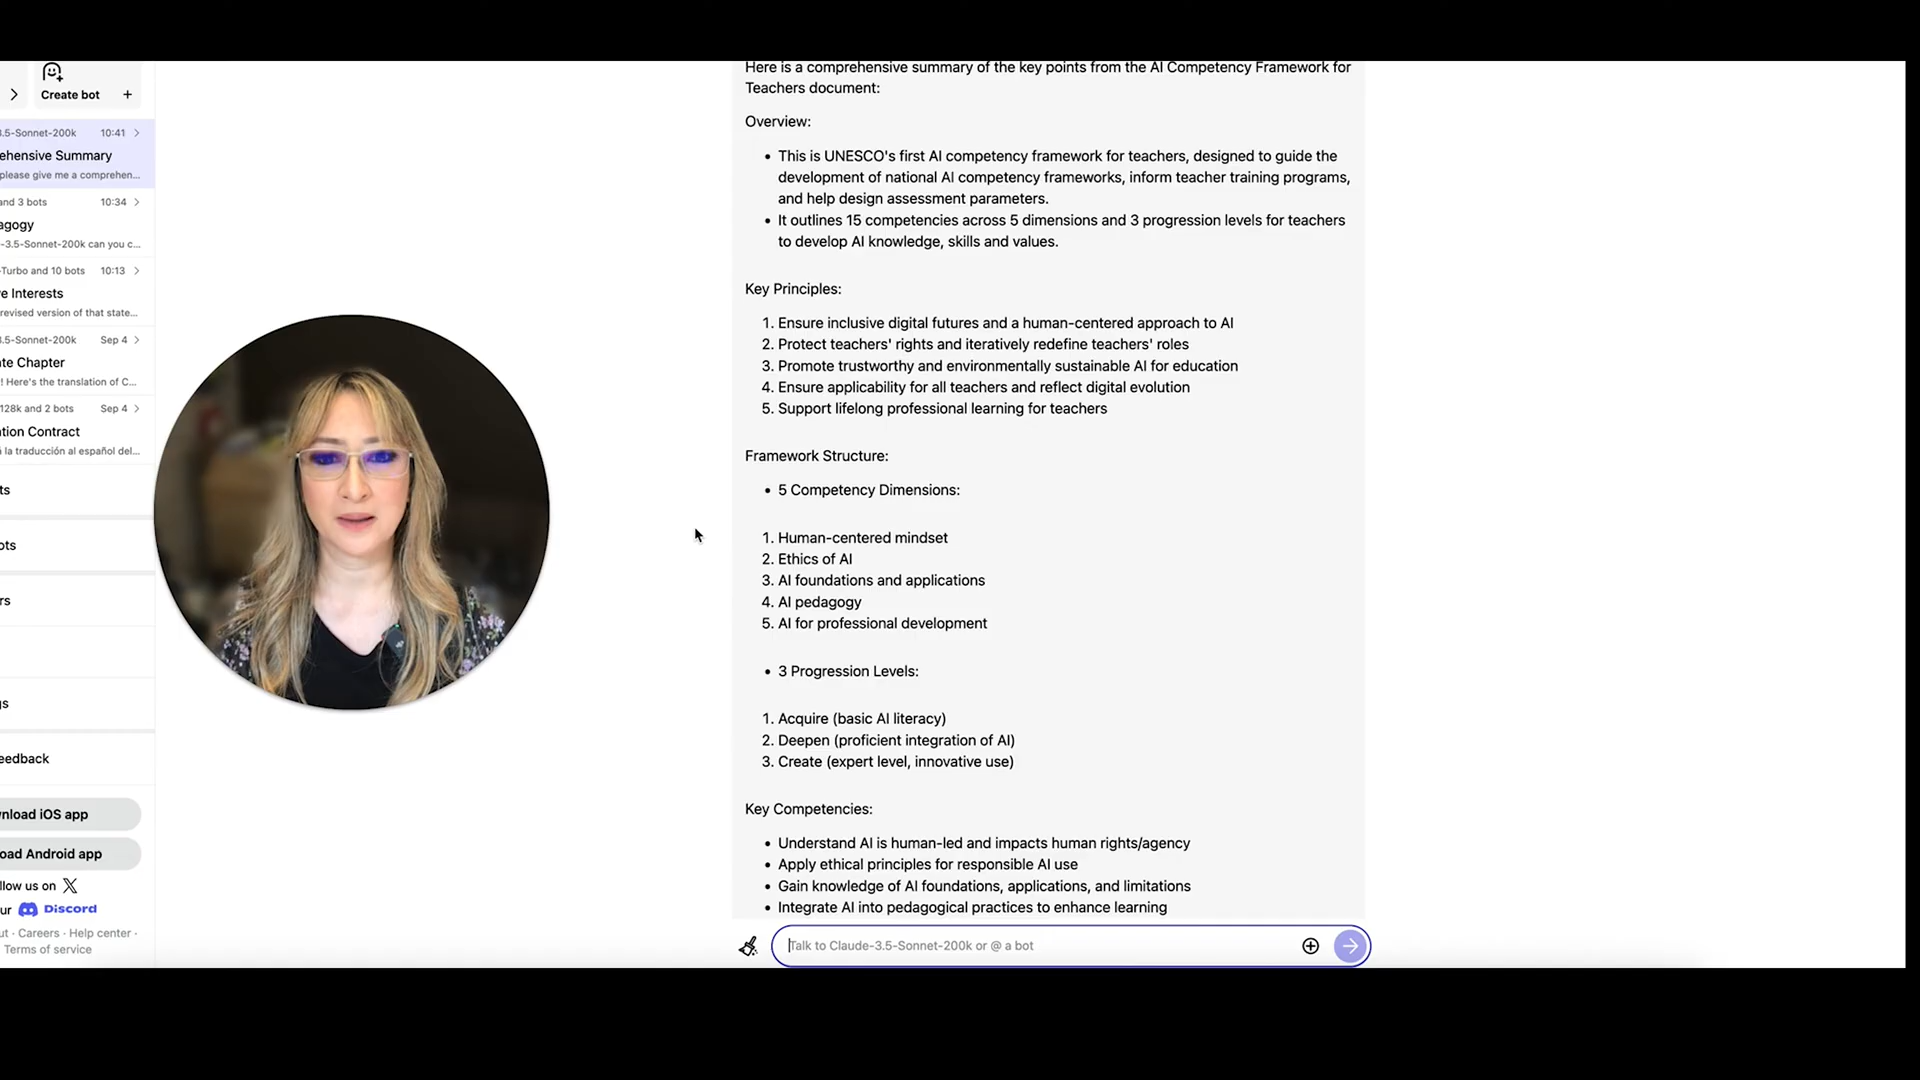 Create bot +
3.5-Sonnet-200k 10:41
ehensive Summary
please give me a comprehen...
and 3 bots 10:34
agogy
-3.5-Sonnet-200k can you c...
-Turbo and 10 bots 10:13
e Interests
revised version of that state...
3.5-Sonnet-200k Sep 4
te Chapter
! Here's the translation of C...
128k and 2 bots Sep 4
tion Contract
la traducción al español del...
ts
ots
rs
gs
eedback
nload iOS app
oad Android app
llow us on X
ur Discord
ut · Careers · Help center ·
Terms of service
Here is a comprehensive summary of the key points from the AI Competency Framework for
Teachers document:
Overview:
• This is UNESCO's first AI competency framework for teachers, designed to guide the
development of national AI competency frameworks, inform teacher training programs,
and help design assessment parameters.
• It outlines 15 competencies across 5 dimensions and 3 progression levels for teachers
to develop AI knowledge, skills and values.
Key Principles:
1. Ensure inclusive digital futures and a human-centered approach to AI
2. Protect teachers' rights and iteratively redefine teachers' roles
3. Promote trustworthy and environmentally sustainable AI for education
4. Ensure applicability for all teachers and reflect digital evolution
5. Support lifelong professional learning for teachers
Framework Structure:
• 5 Competency Dimensions:
1. Human-centered mindset
2. Ethics of AI
3. AI foundations and applications
4. AI pedagogy
5. AI for professional development
• 3 Progression Levels:
1. Acquire (basic AI literacy)
2. Deepen (proficient integration of AI)
3. Create (expert level, innovative use)
Key Competencies:
• Understand AI is human-led and impacts human rights/agency
• Apply ethical principles for responsible AI use
• Gain knowledge of AI foundations, applications, and limitations
• Integrate AI into pedagogical practices to enhance learning
Talk to Claude-3.5-Sonnet-200k or @ a bot